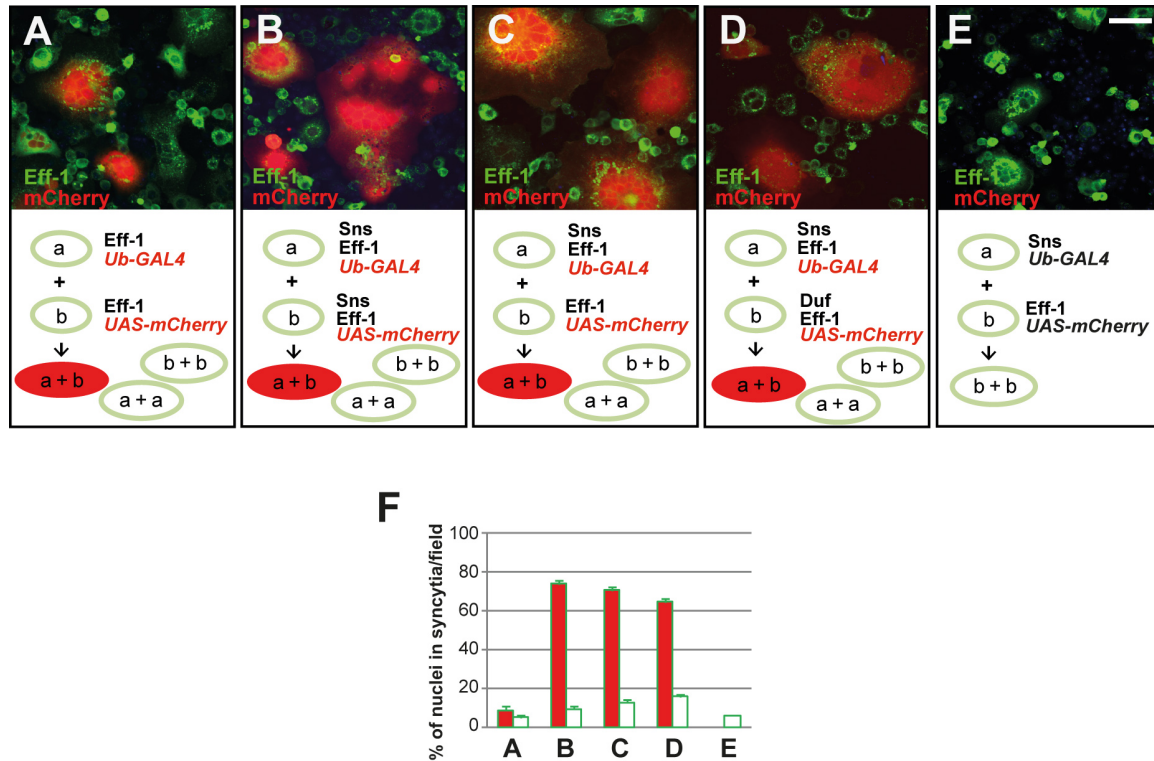 A
Eff-1
mCherry
a
Eff-1
Ub-GAL4
+
b
Eff-1
UAS-mCherry
a + b
b + b
a + a
B
Eff-1
mCherry
a
Sns
Eff-1
Ub-GAL4
+
b
Sns
Eff-1
UAS-mCherry
a + b
b + b
a + a
C
Eff-1
mCherry
a
Sns
Eff-1
Ub-GAL4
+
b
Eff-1
UAS-mCherry
a + b
b + b
a + a
D
Eff-1
mCherry
a
Sns
Eff-1
Ub-GAL4
+
b
Duf
Eff-1
UAS-mCherry
a + b
b + b
a + a
E
Eff-1
mCherry
a
Sns
Ub-GAL4
+
b
Eff-1
UAS-mCherry
b + b
F
% of nuclei in syncytia/field
100
80
60
40
20
0
A B C D E